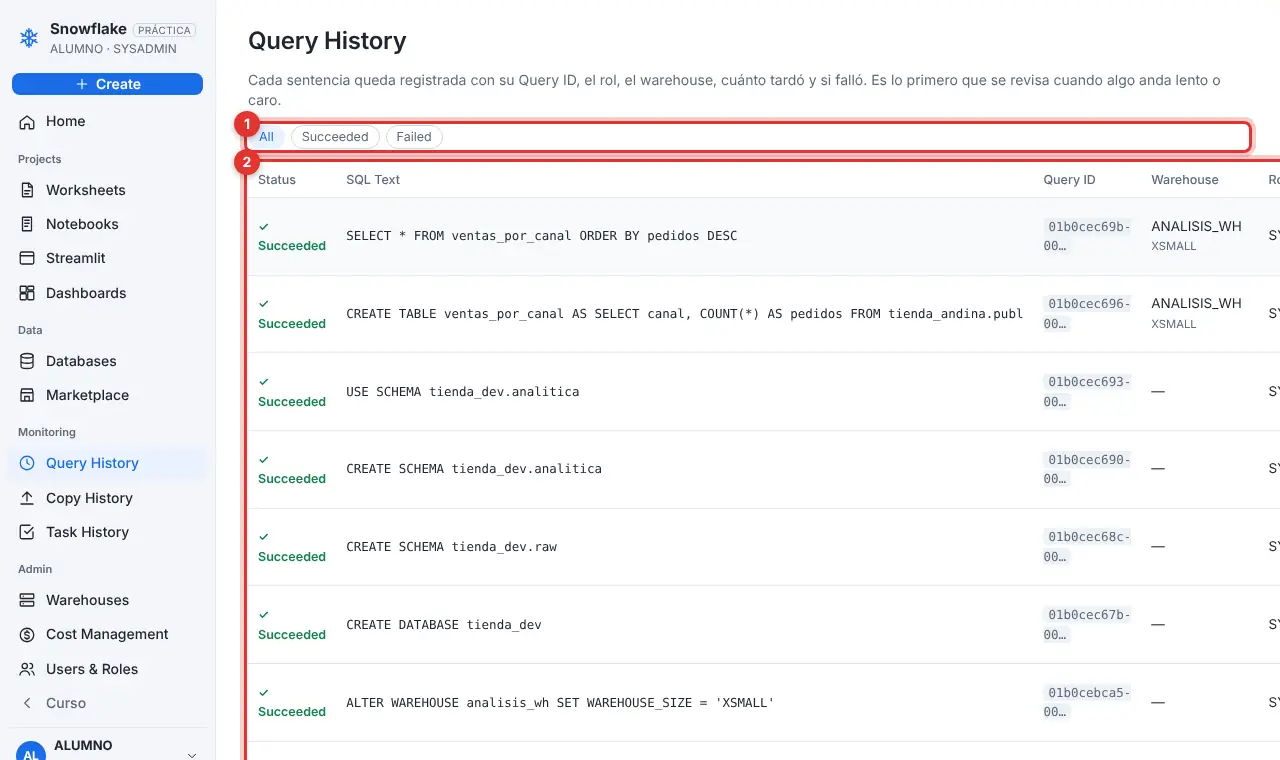 Snowflake PRÁCTICA
ALUMNO · SYSADMIN
+ Create
Home
Projects
Worksheets
Notebooks
Streamlit
Dashboards
Data
Databases
Marketplace
Monitoring
Query History
Copy History
Task History
Admin
Warehouses
Cost Management
Users & Roles
Curso
AL
ALUMNO
Query History
Cada sentencia queda registrada con su Query ID, el rol, el warehouse, cuánto tardó y si falló. Es lo primero que se revisa cuando algo anda lento o
caro.
1
All Succeeded Failed
2
Status SQL Text Query ID Warehouse
Succeeded SELECT * FROM ventas_por_canal ORDER BY pedidos DESC 01b0cec69b-00… ANALISIS_WH XSMALL
Succeeded CREATE TABLE ventas_por_canal AS SELECT canal, COUNT(*) AS pedidos FROM tienda_andina.publ 01b0cec696-00… ANALISIS_WH XSMALL
Succeeded USE SCHEMA tienda_dev.analitica 01b0cec693-00… —
Succeeded CREATE SCHEMA tienda_dev.analitica 01b0cec690-00… —
Succeeded CREATE SCHEMA tienda_dev.raw 01b0cec68c-00… —
Succeeded CREATE DATABASE tienda_dev 01b0cec67b-00… —
Succeeded ALTER WAREHOUSE analisis_wh SET WAREHOUSE_SIZE = 'XSMALL' 01b0cebca5-00… —